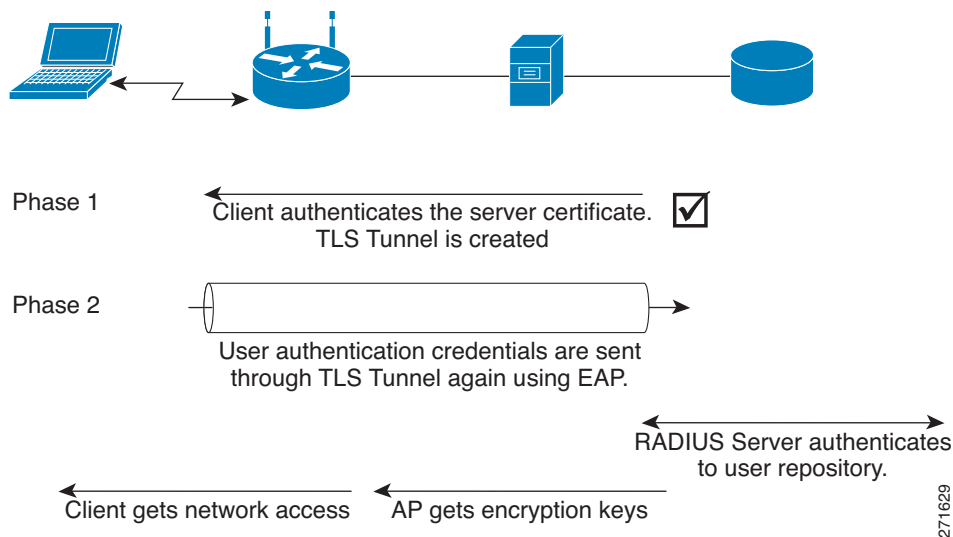 Phase 1
Client authenticates the server certificate.
TLS Tunnel is created
Phase 2
User authentication credentials are sent
through TLS Tunnel again using EAP.
RADIUS Server authenticates
to user repository.
Client gets network access
AP gets encryption keys
271629